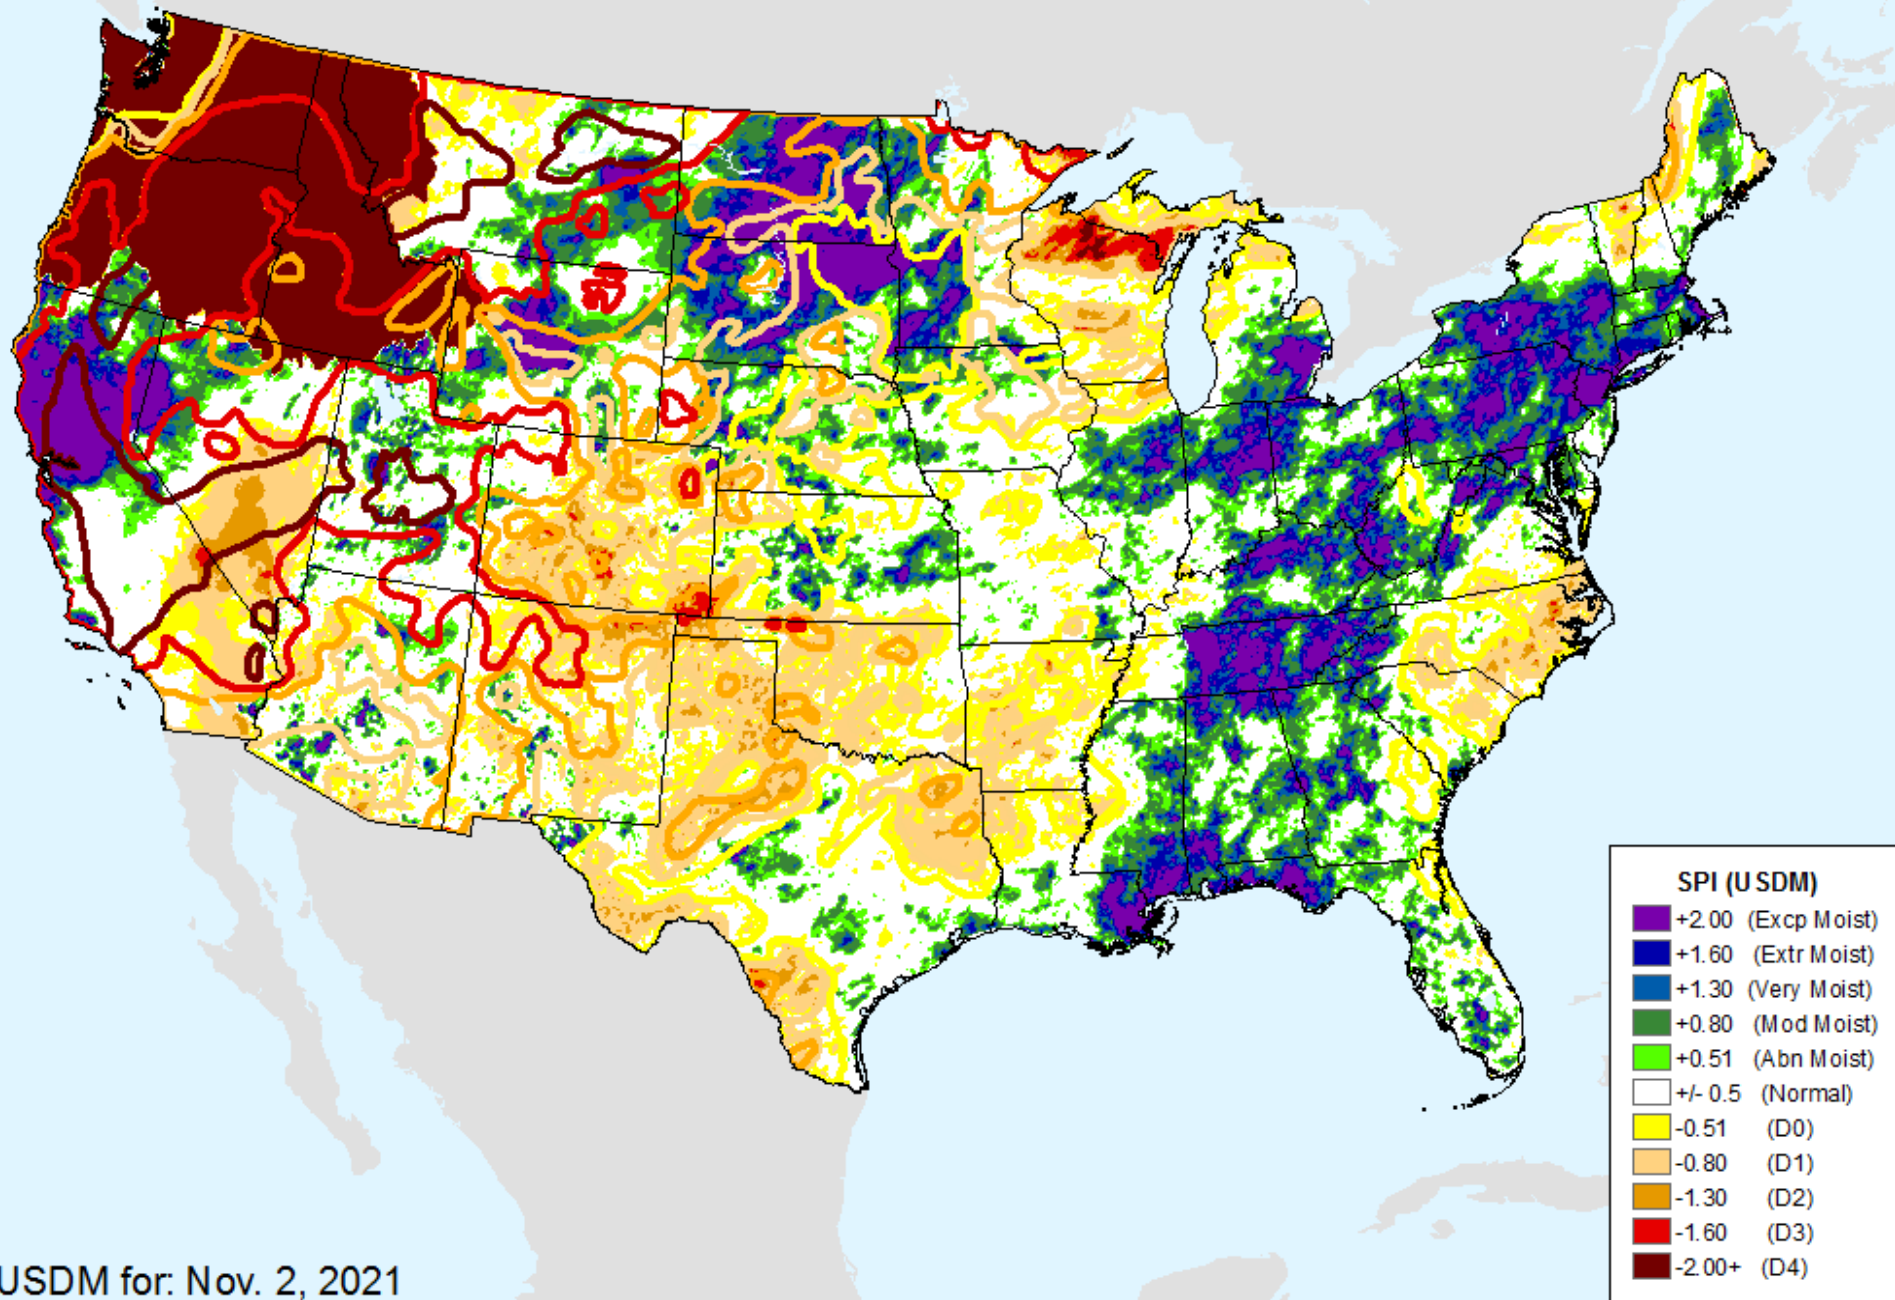 SPI (USDM)
+2.00 (Excp Moist)
+1.60 (Extr Moist)
+1.30 (Very Moist)
+0.80 (Mod Moist)
+0.51 (Abn Moist)
+/- 0.5 (Normal)
-0.51 (D0)
-0.80 (D1)
-1.30 (D2)
-1.60 (D3)
-2.00+ (D4)
USDM for: Nov. 2, 2021